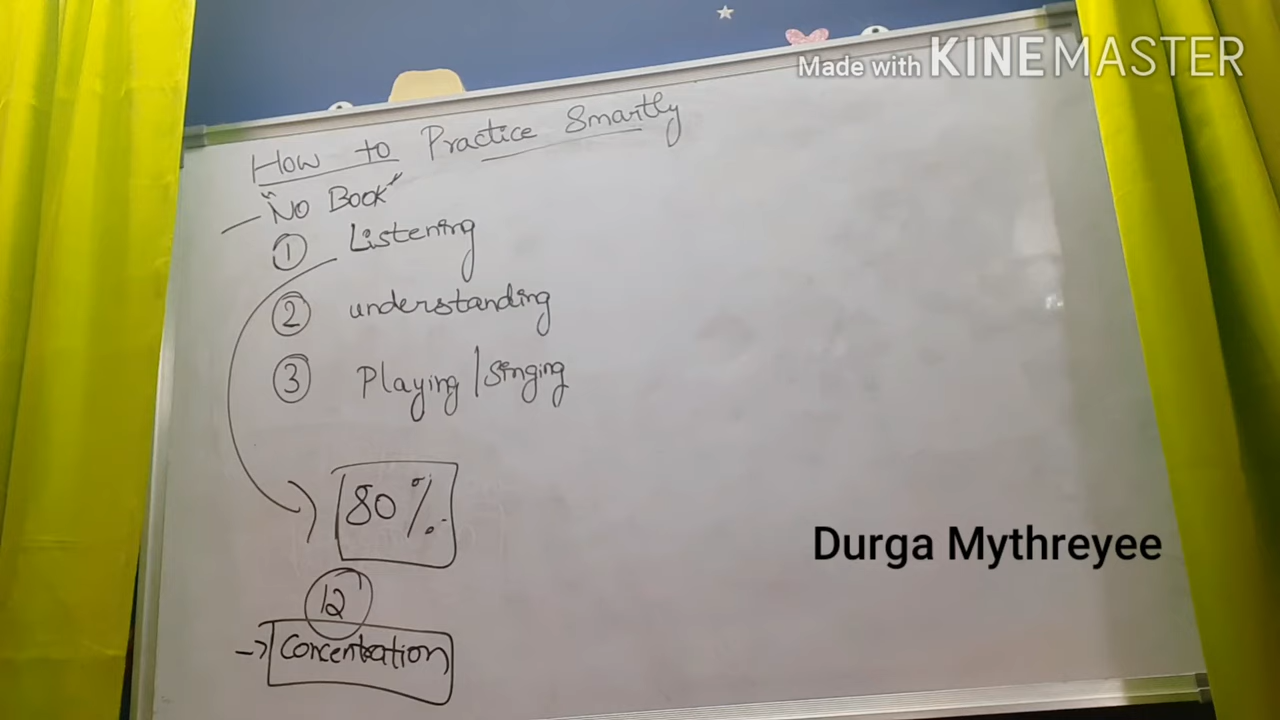 Made with KINEMASTER
How to Practice Smartly
"No Book"
1 Listening
2 understanding
3 Playing/Singing
80%.
12
→ Concentration
Durga Mythreyee